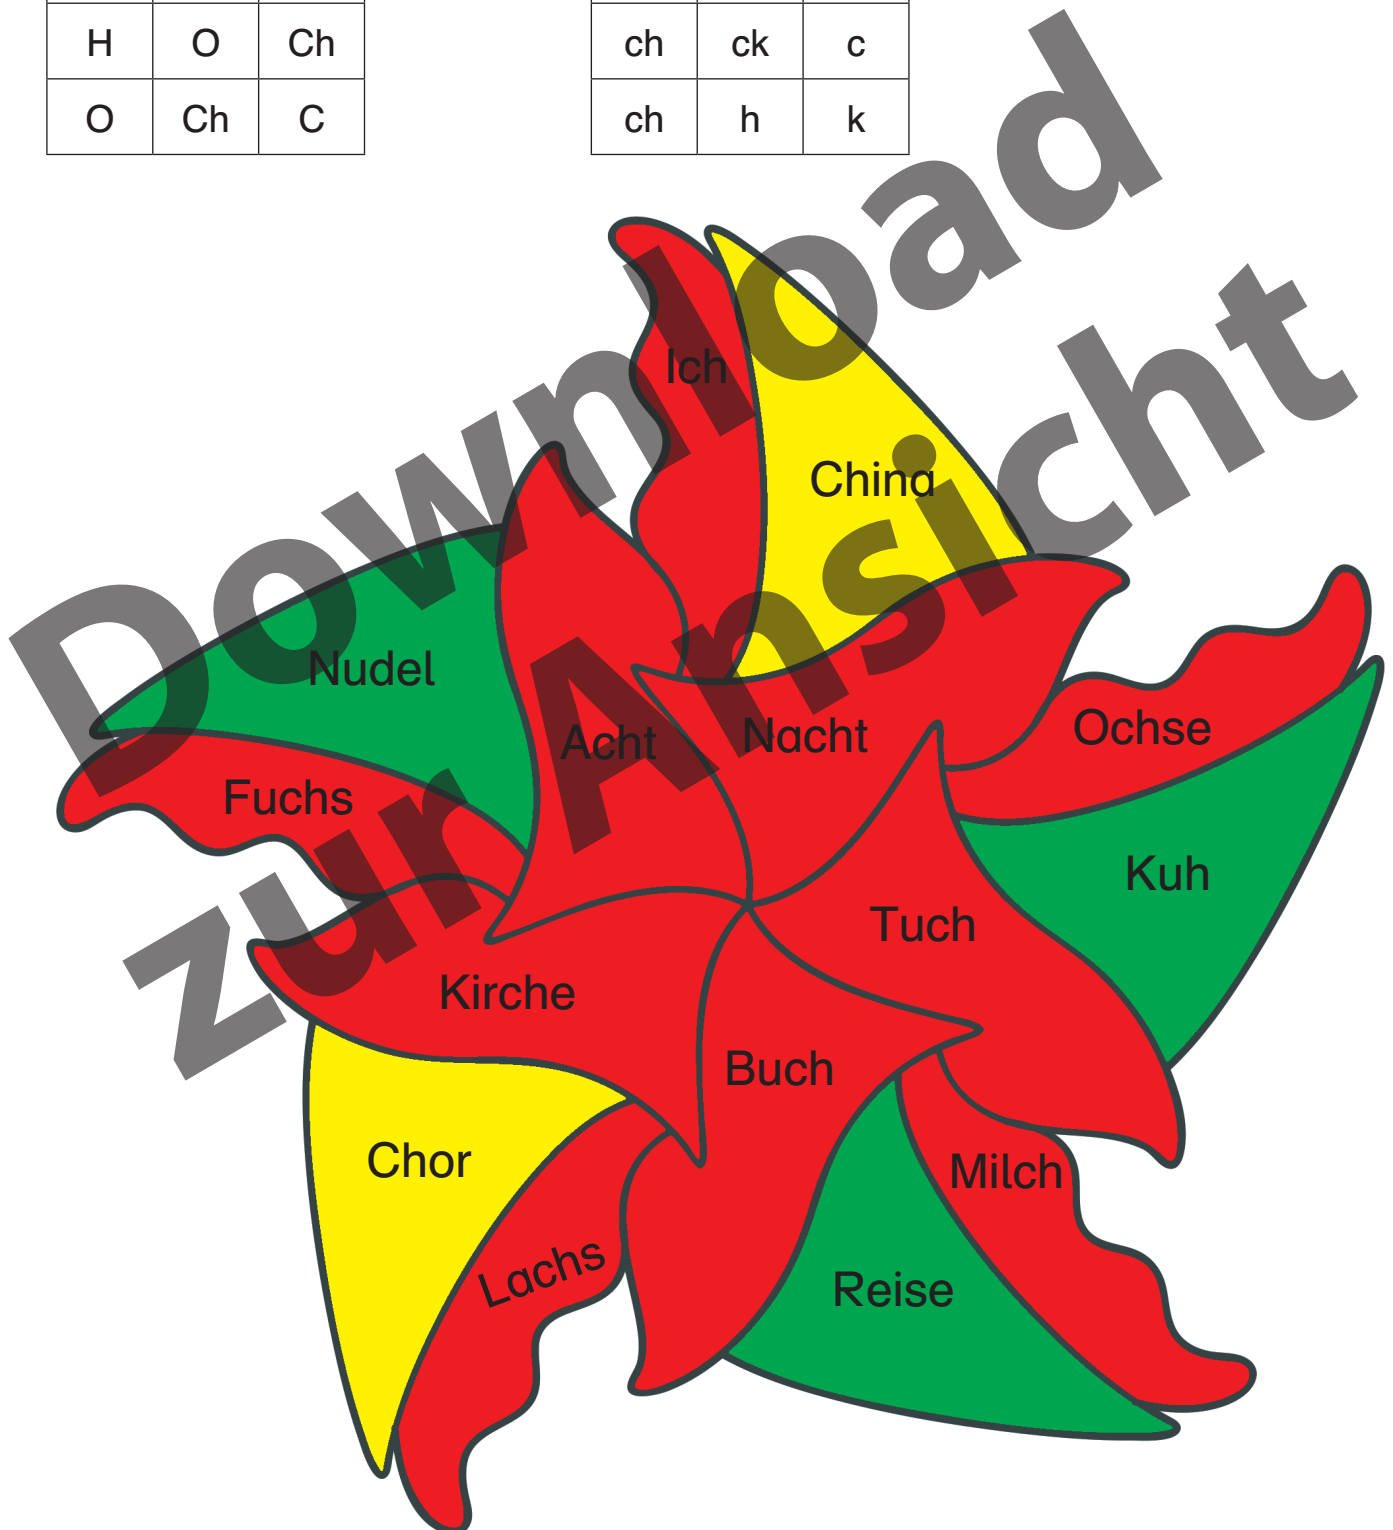 H O Ch
O Ch C
ch ck c
ch h k
Download
zur Ansicht
Ich
China
Nudel
Acht
Nacht
Ochse
Fuchs
Kuh
Tuch
Kirche
Buch
Chor
Milch
Lachs
Reise